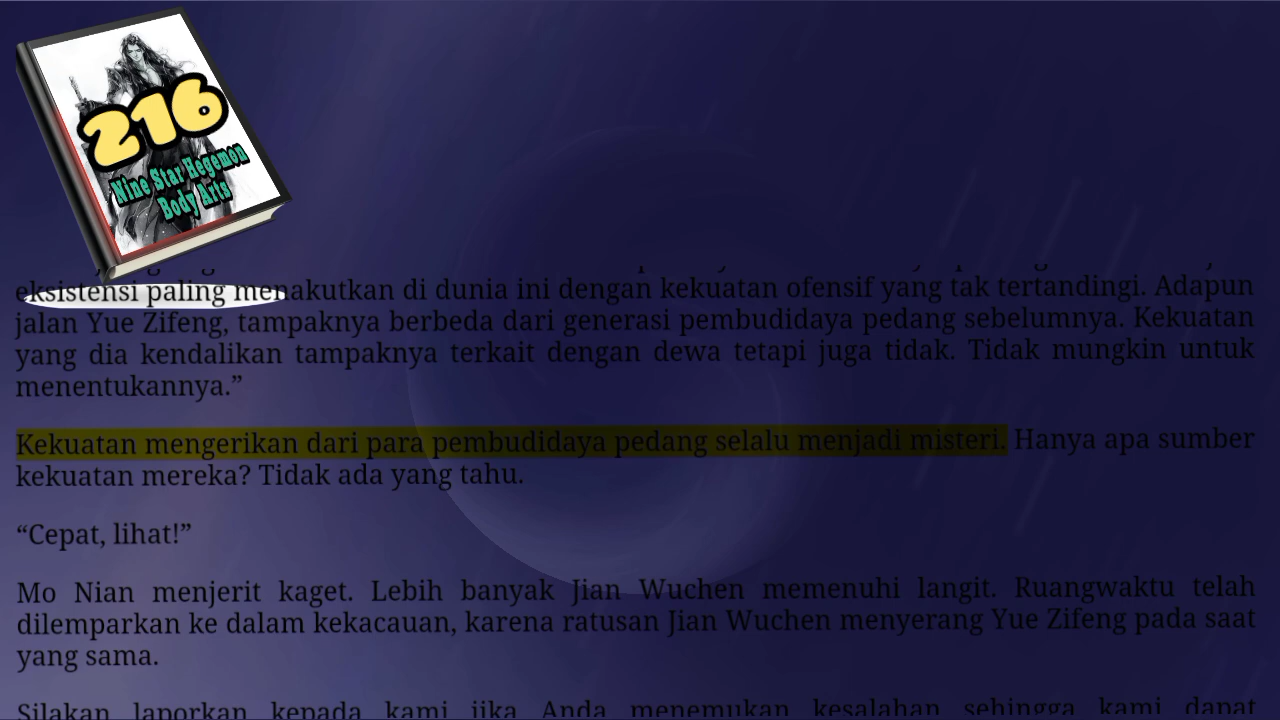 216
Nine Star Hegemon
Body Arts
eksistensi paling menakutkan di dunia ini dengan kekuatan ofensif yang tak tertandingi. Adapun
jalan Yue Zifeng, tampaknya berbeda dari generasi pembudidaya pedang sebelumnya. Kekuatan
yang dia kendalikan tampaknya terkait dengan dewa tetapi juga tidak. Tidak mungkin untuk
menentukannya.”
Kekuatan mengerikan dari para pembudidaya pedang selalu menjadi misteri. Hanya apa sumber
kekuatan mereka? Tidak ada yang tahu.
“Cepat, lihat!”
Mo Nian menjerit kaget. Lebih banyak Jian Wuchen memenuhi langit. Ruangwaktu telah
dilemparkan ke dalam kekacauan, karena ratusan Jian Wuchen menyerang Yue Zifeng pada saat
yang sama.
Silakan laporkan kepada kami jika Anda menemukan kesalahan sehingga kami dapat